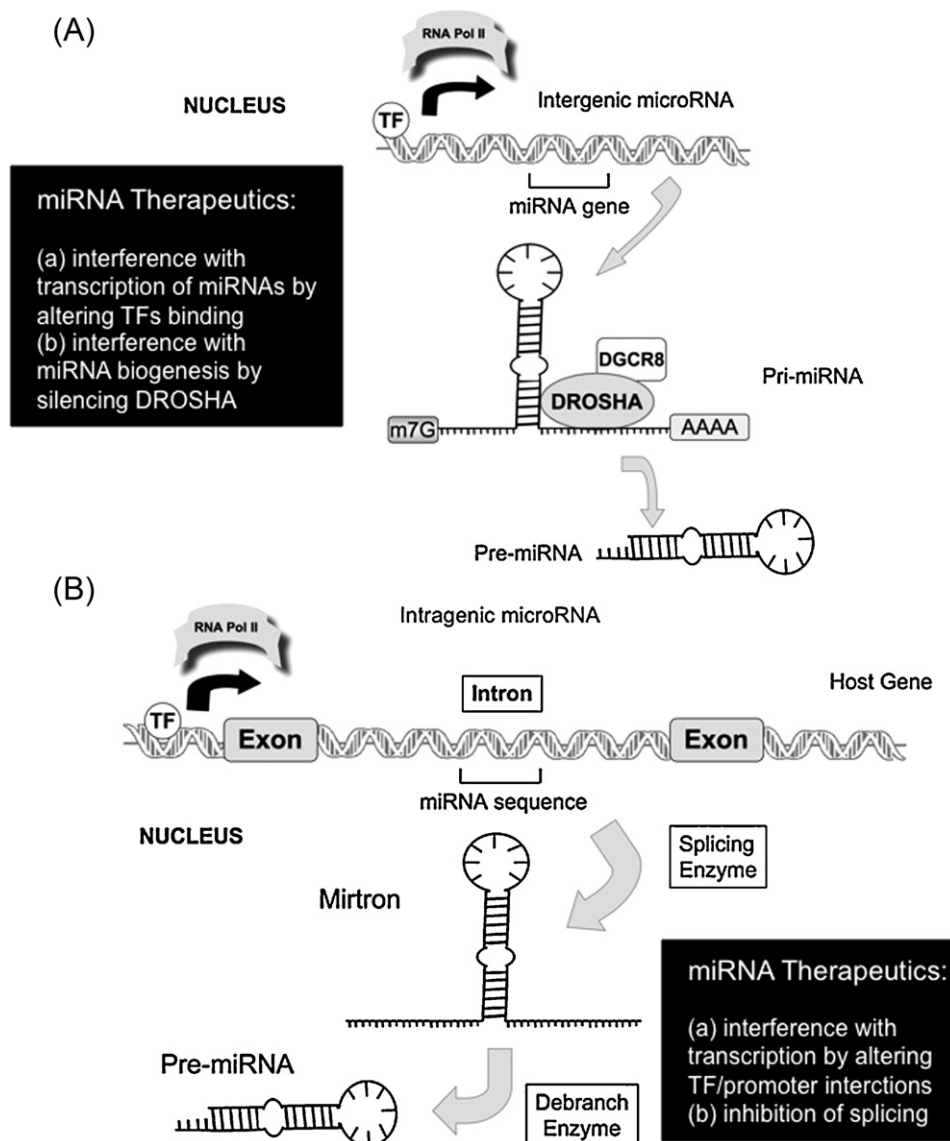 (A)
RNA Pol II
NUCLEUS
Intergenic microRNA
TF
miRNA gene
miRNA Therapeutics:
(a) interference with
transcription of miRNAs by
altering TFs binding
(b) interference with
miRNA biogenesis by
silencing DROSHA
DGCR8
DROSHA
Pri-miRNA
m7G
AAAA
Pre-miRNA
(B)
Intragenic microRNA
RNA Pol II
Host Gene
Intron
TF
Exon
Exon
miRNA sequence
NUCLEUS
Splicing
Enzyme
Mirtron
miRNA Therapeutics:
(a) interference with
transcription by altering
TF/promoter interctions
(b) inhibition of splicing
Pre-miRNA
Debranch
Enzyme